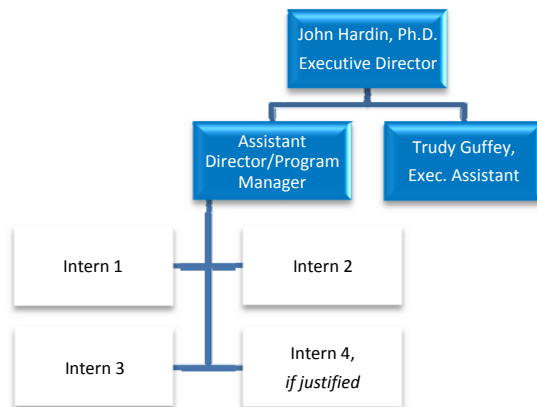 John Hardin, Ph.D.
Executive Director
Assistant
Director/Program
Manager
Trudy Guffey,
Exec. Assistant
Intern 1
Intern 2
Intern 3
Intern 4,
if justified